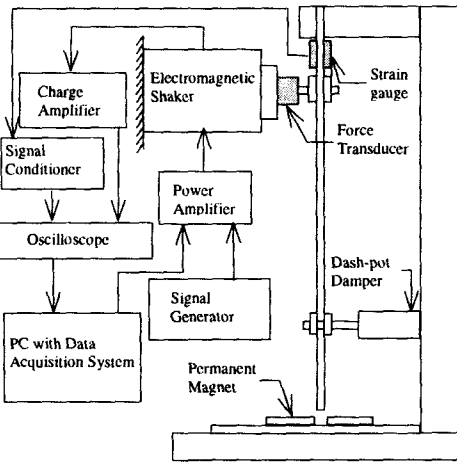 Charge
Amplifier
Electromagnetic
Shaker
Strain
gauge
Force
Transducer
Signal
Conditioner
Power
Amplifier
Oscilloscope
Dash-pot
Damper
Signal
Generator
PC with Data
Acquisition System
Permanent
Magnet